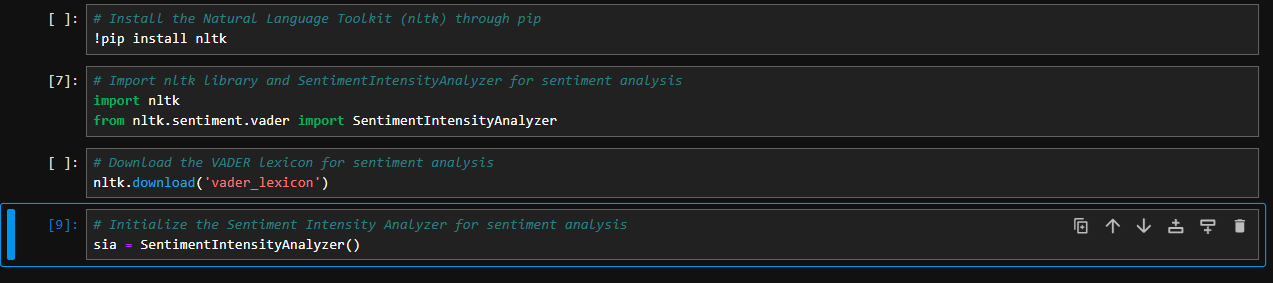 [ ]: # Install the Natural Language Toolkit (nltk) through pip
!pip install nltk
[7]: # Import nltk library and SentimentIntensityAnalyzer for sentiment analysis
import nltk
from nltk.sentiment.vader import SentimentIntensityAnalyzer
[ ]: # Download the VADER lexicon for sentiment analysis
nltk.download('vader_lexicon')
[9]: # Initialize the Sentiment Intensity Analyzer for sentiment analysis
sia = SentimentIntensityAnalyzer()